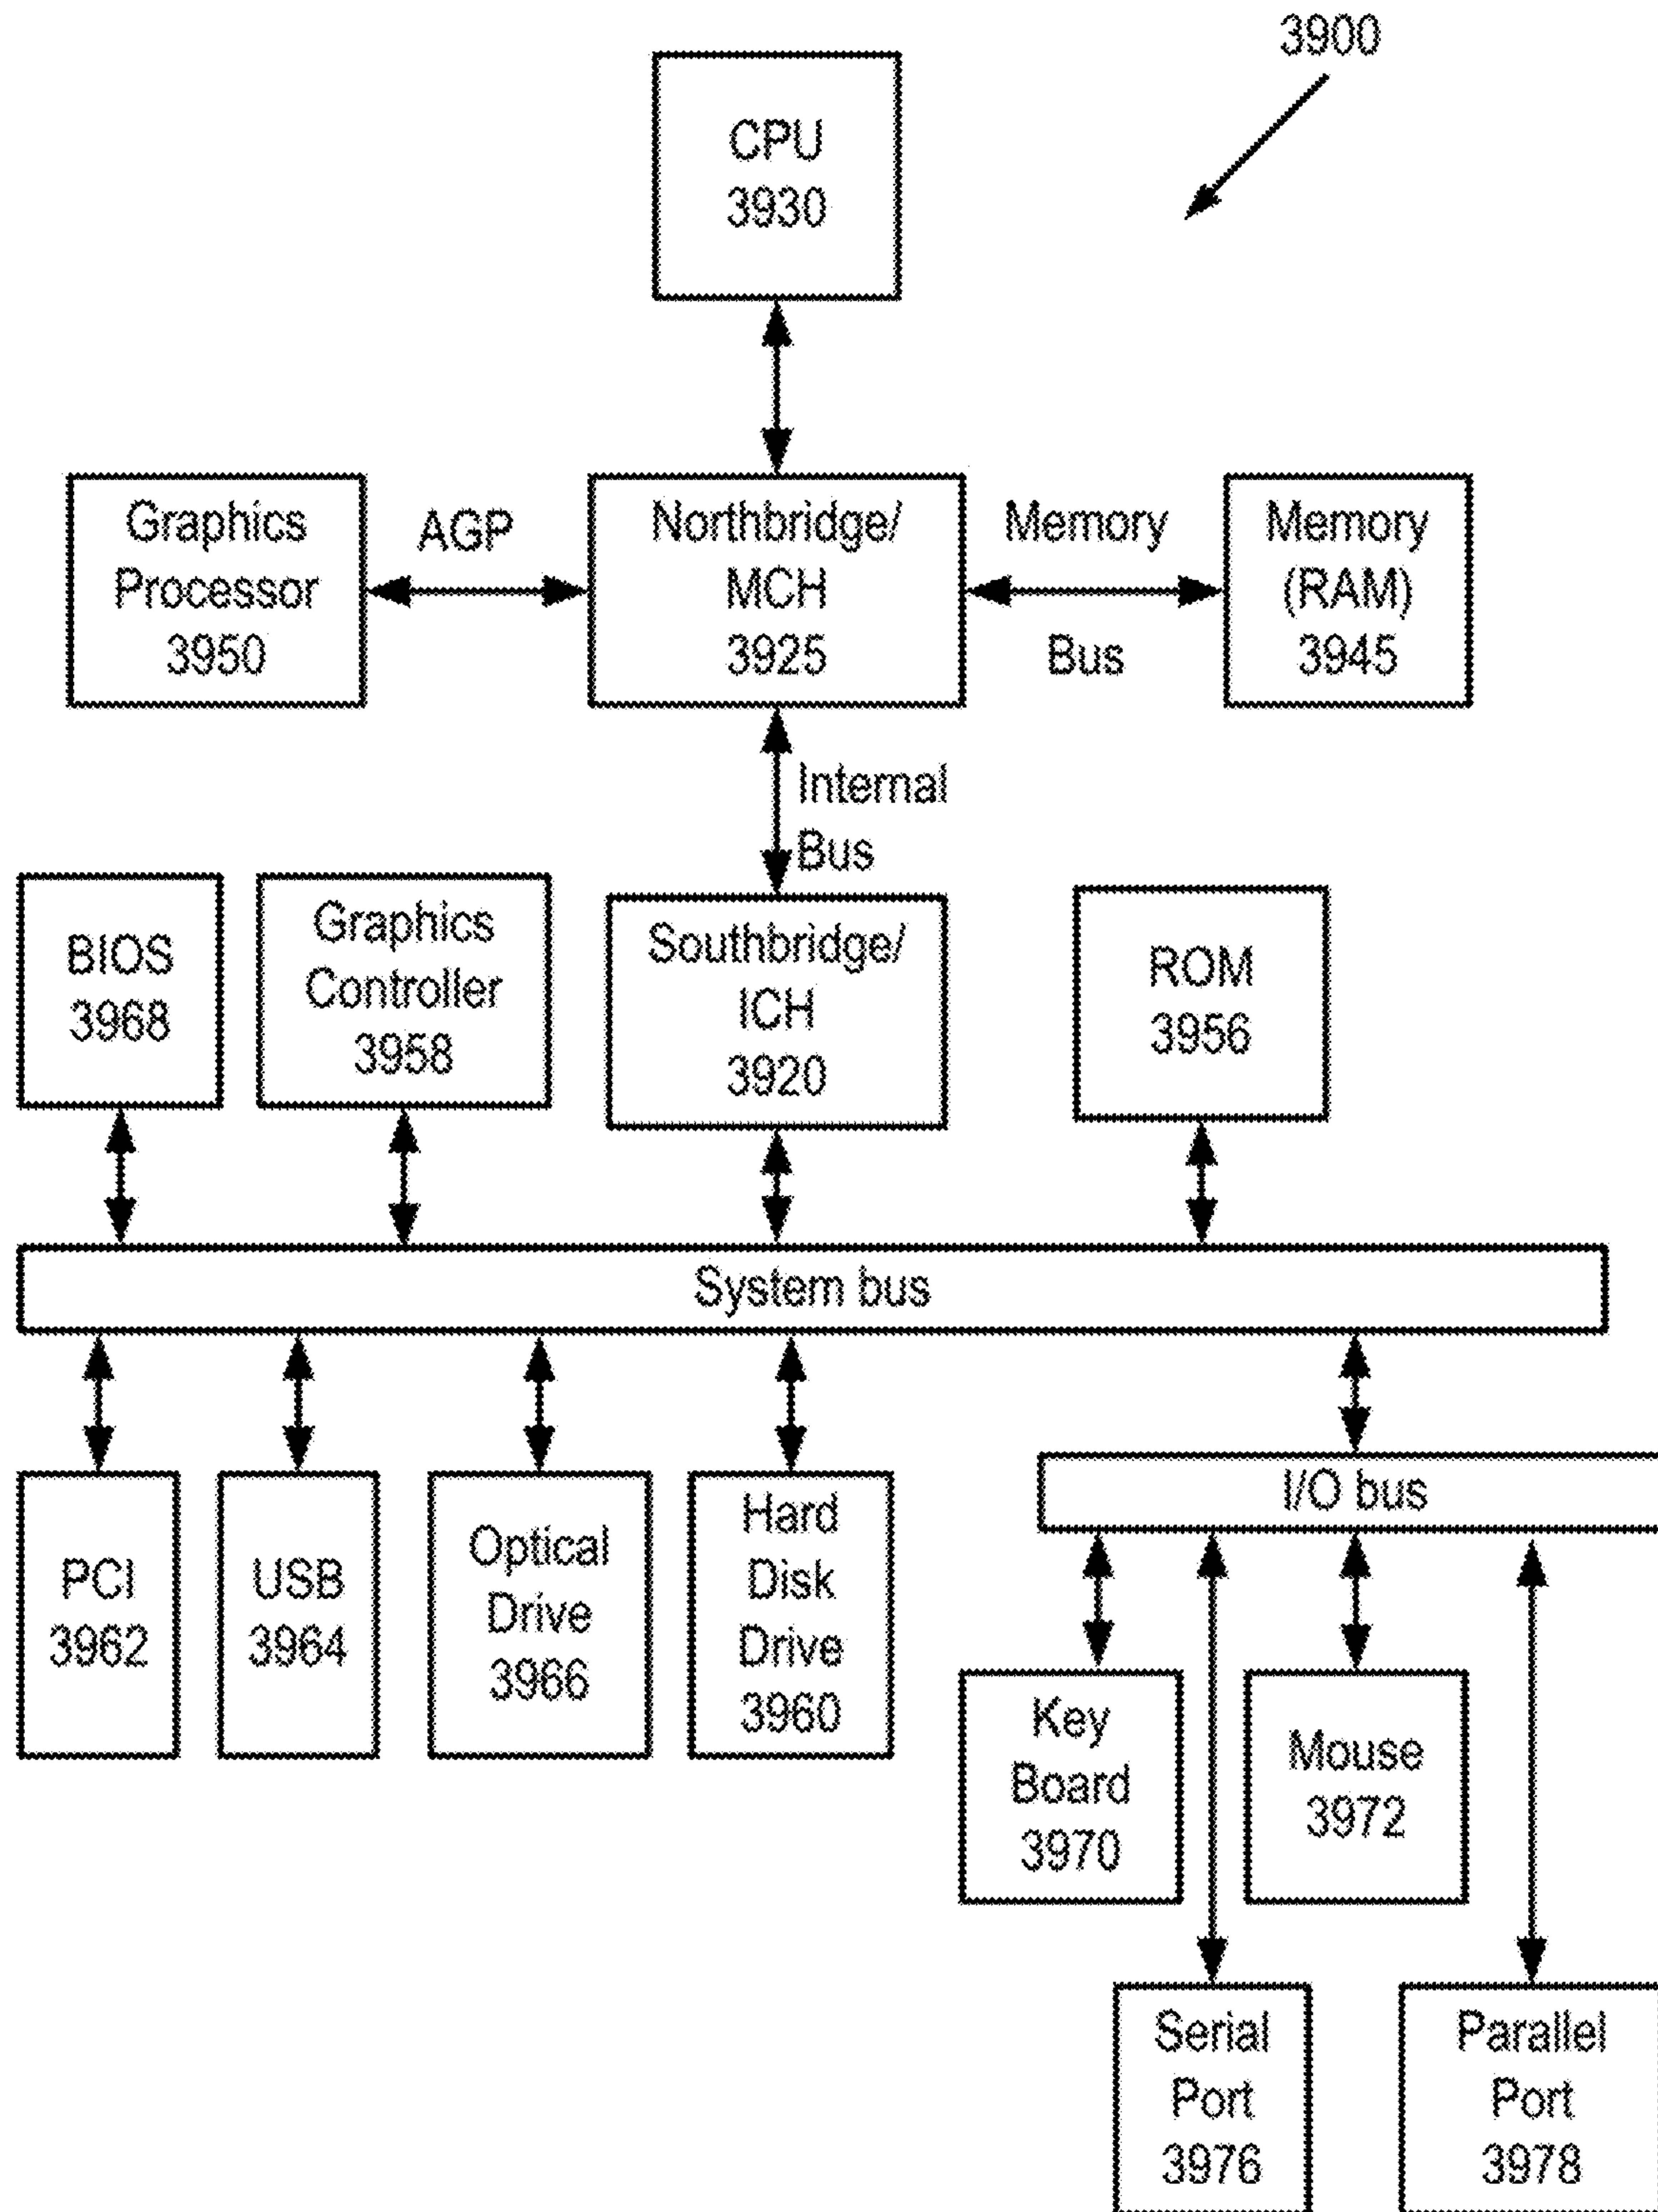 3900
CPU
3930
Graphics
Processor
3950
AGP
Northbridge/
MCH
3925
Memory
Bus
Memory
(RAM)
3945
Internal
Bus
BIOS
3968
Graphics
Controller
3958
Southbridge/
ICH
3920
ROM
3956
System bus
PCI
3962
USB
3964
Optical
Drive
3966
Hard
Disk
Drive
3960
I/O bus
Key
Board
3970
Mouse
3972
Serial
Port
3976
Parallel
Port
3978